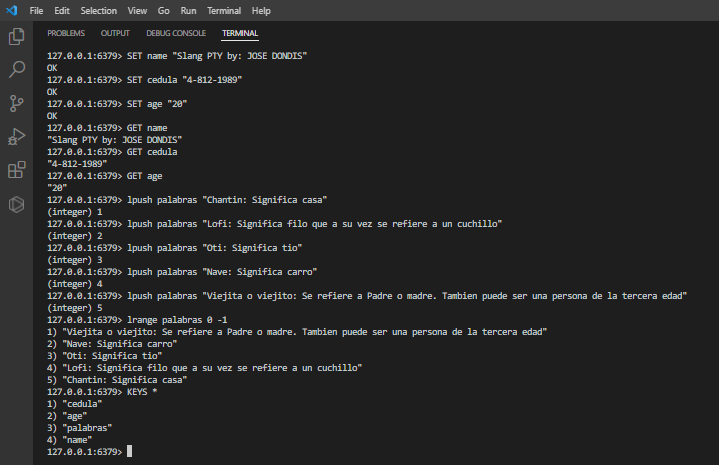 File Edit Selection View Go Run Terminal Help
PROBLEMS OUTPUT DEBUG CONSOLE TERMINAL
127.0.0.1:6379> SET name "Slang PTY by: JOSE DONDIS"
OK
127.0.0.1:6379> SET cedula "4-812-1989"
OK
127.0.0.1:6379> SET age "20"
OK
127.0.0.1:6379> GET name
"Slang PTY by: JOSE DONDIS"
127.0.0.1:6379> GET cedula
"4-812-1989"
127.0.0.1:6379> GET age
"20"
127.0.0.1:6379> lpush palabras "Chantin: Significa casa"
(integer) 1
127.0.0.1:6379> lpush palabras "Lofi: Significa filo que a su vez se refiere a un cuchillo"
(integer) 2
127.0.0.1:6379> lpush palabras "Oti: Significa tio"
(integer) 3
127.0.0.1:6379> lpush palabras "Nave: Significa carro"
(integer) 4
127.0.0.1:6379> lpush palabras "Viejita o viejito: Se refiere a Padre o madre. Tambien puede ser una persona de la tercera edad"
(integer) 5
127.0.0.1:6379> lrange palabras 0 -1
1) "Viejita o viejito: Se refiere a Padre o madre. Tambien puede ser una persona de la tercera edad"
2) "Nave: Significa carro"
3) "Oti: Significa tio"
4) "Lofi: Significa filo que a su vez se refiere a un cuchillo"
5) "Chantin: Significa casa"
127.0.0.1:6379> KEYS *
1) "cedula"
2) "age"
3) "palabras"
4) "name"
127.0.0.1:6379>